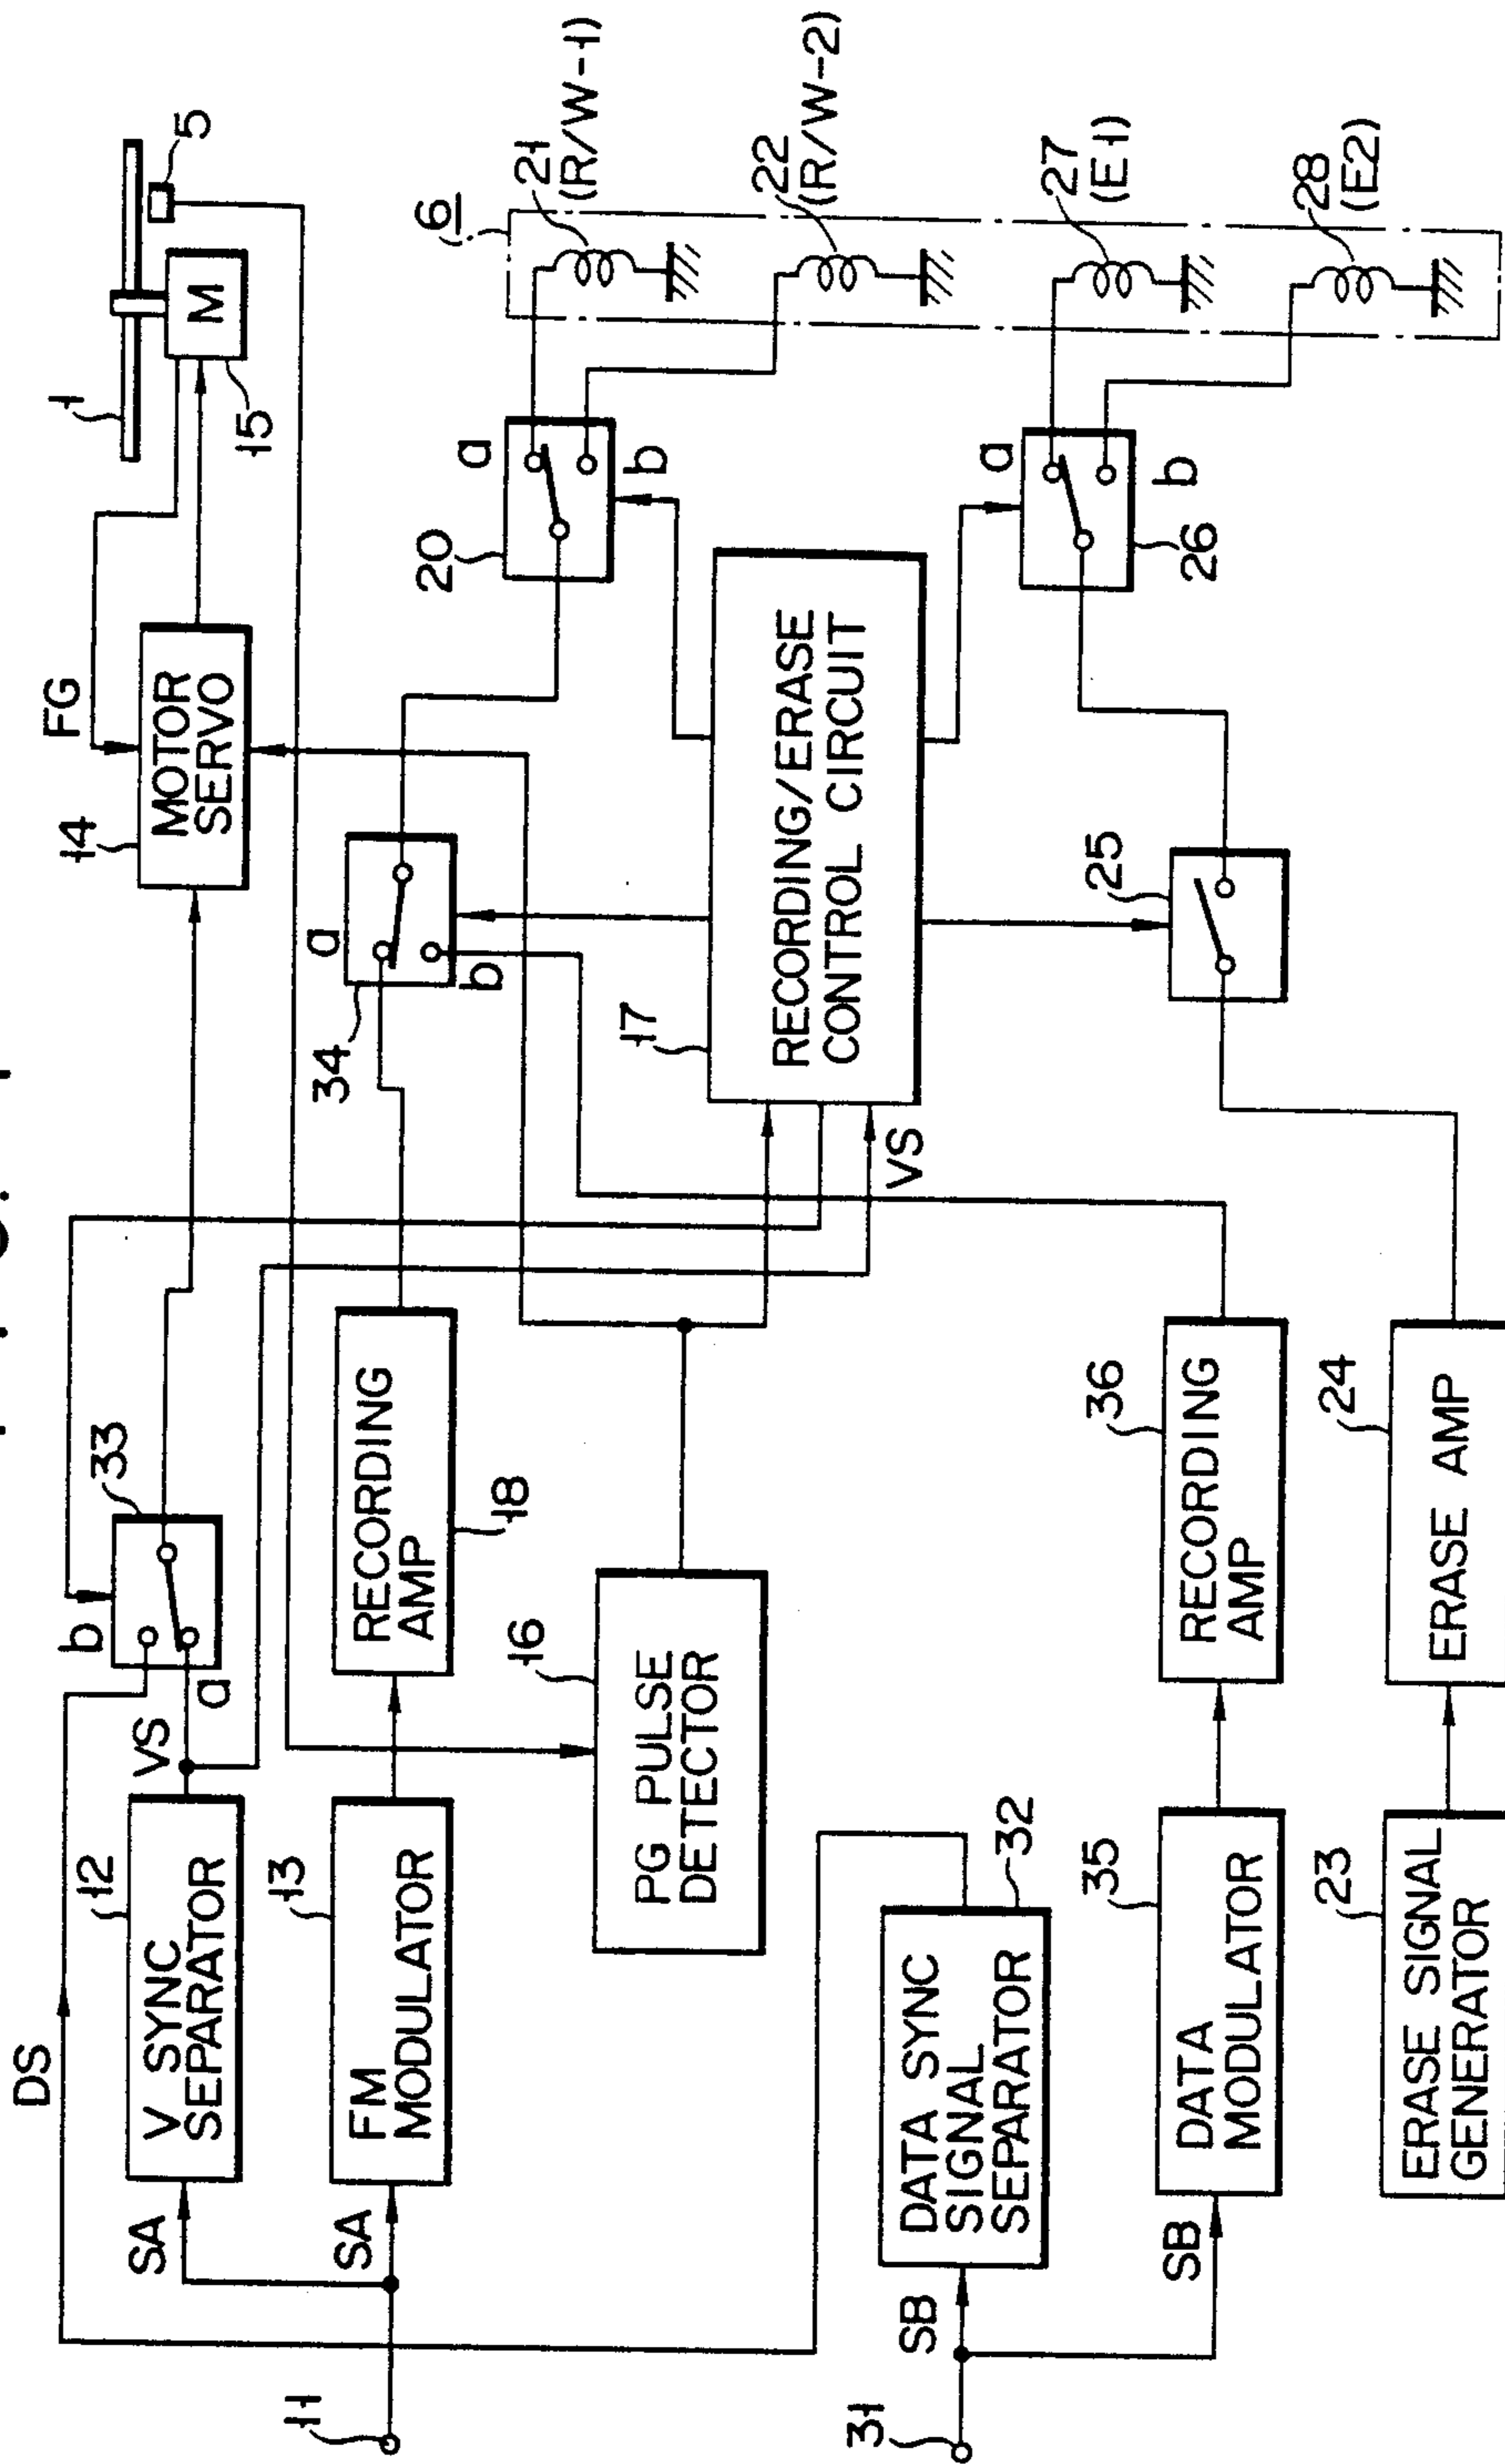 DS
b
33
FG
14
MOTOR
SERVO
1
M
15
5
12
V SYNC
SEPARATOR
VS
a
SA
SA
11
13
FM
MODULATOR
RECORDING
AMP
18
34
a
b
20
a
b
6
21
(R/W-1)
22
(R/W-2)
27
(E1)
28
(E2)
16
PG PULSE
DETECTOR
17
RECORDING/ERASE
CONTROL CIRCUIT
VS
a
b
26
25
31
SB
SB
DATA SYNC
SIGNAL
SEPARATOR
32
35
DATA
MODULATOR
36
RECORDING
AMP
23
ERASE SIGNAL
GENERATOR
24
ERASE AMP